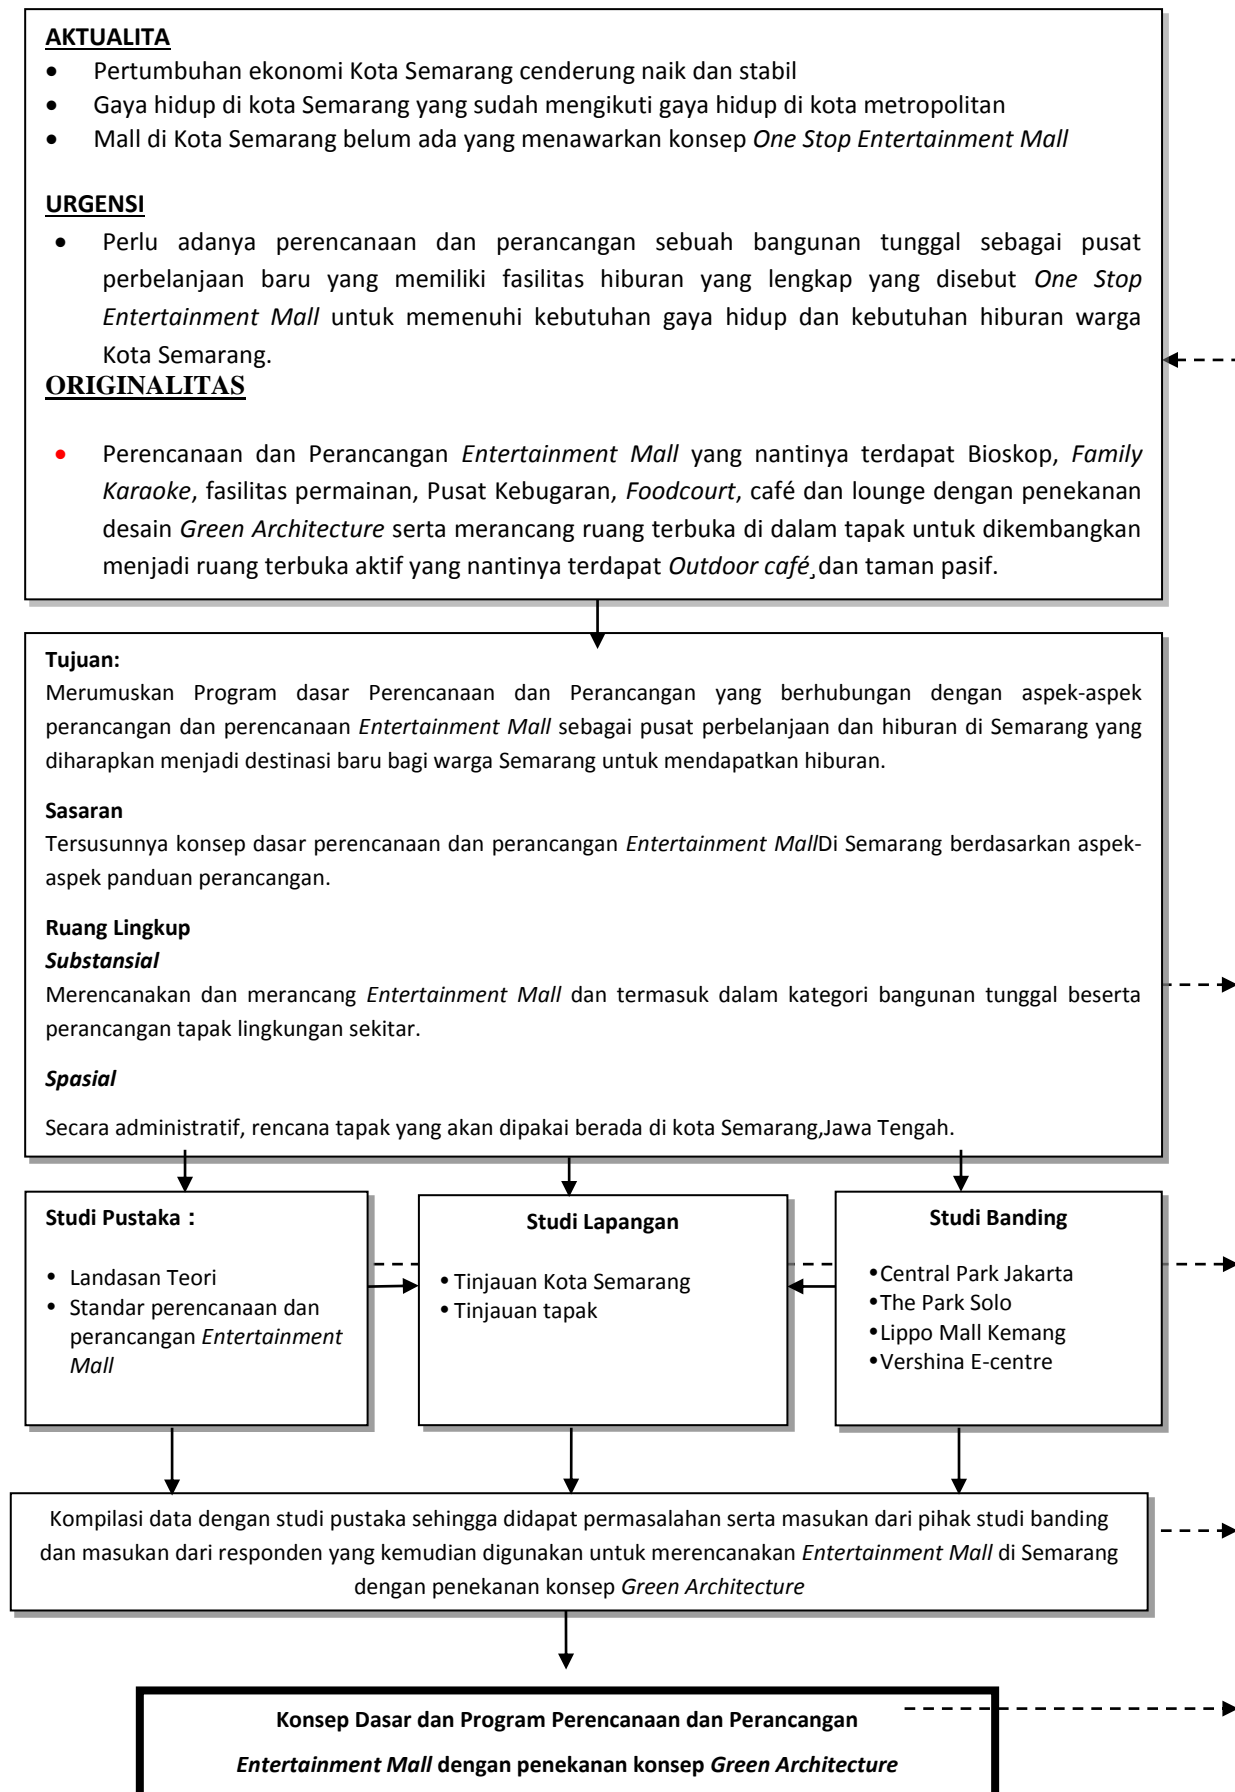 AKTUALITA
• Pertumbuhan ekonomi Kota Semarang cenderung naik dan stabil
• Gaya hidup di kota Semarang yang sudah mengikuti gaya hidup di kota metropolitan
• Mall di Kota Semarang belum ada yang menawarkan konsep One Stop Entertainment Mall
URGENSI
• Perlu adanya perencanaan dan perancangan sebuah bangunan tunggal sebagai pusat
perbelanjaan baru yang memiliki fasilitas hiburan yang lengkap yang disebut One Stop
Entertainment Mall untuk memenuhi kebutuhan gaya hidup dan kebutuhan hiburan warga
Kota Semarang.
ORIGINALITAS
• Perencanaan dan Perancangan Entertainment Mall yang nantinya terdapat Bioskop, Family
Karaoke, fasilitas permainan, Pusat Kebugaran, Foodcourt, café dan lounge dengan penekanan
desain Green Architecture serta merancang ruang terbuka di dalam tapak untuk dikembangkan
menjadi ruang terbuka aktif yang nantinya terdapat Outdoor café¸dan taman pasif.
Tujuan:
Merumuskan Program dasar Perencanaan dan Perancangan yang berhubungan dengan aspek-aspek
perancangan dan perencanaan Entertainment Mall sebagai pusat perbelanjaan dan hiburan di Semarang yang
diharapkan menjadi destinasi baru bagi warga Semarang untuk mendapatkan hiburan.
Sasaran
Tersusunnya konsep dasar perencanaan dan perancangan Entertainment MallDi Semarang berdasarkan aspek-
aspek panduan perancangan.
Ruang Lingkup
Substansial
Merencanakan dan merancang Entertainment Mall dan termasuk dalam kategori bangunan tunggal beserta
perancangan tapak lingkungan sekitar.
Spasial
Secara administratif, rencana tapak yang akan dipakai berada di kota Semarang,Jawa Tengah.
Studi Pustaka :
• Landasan Teori
• Standar perencanaan dan
perancangan Entertainment
Mall
Studi Lapangan
• Tinjauan Kota Semarang
• Tinjauan tapak
Studi Banding
•Central Park Jakarta
•The Park Solo
•Lippo Mall Kemang
•Vershina E-centre
Kompilasi data dengan studi pustaka sehingga didapat permasalahan serta masukan dari pihak studi banding
dan masukan dari responden yang kemudian digunakan untuk merencanakan Entertainment Mall di Semarang
dengan penekanan konsep Green Architecture
Konsep Dasar dan Program Perencanaan dan Perancangan
Entertainment Mall dengan penekanan konsep Green Architecture